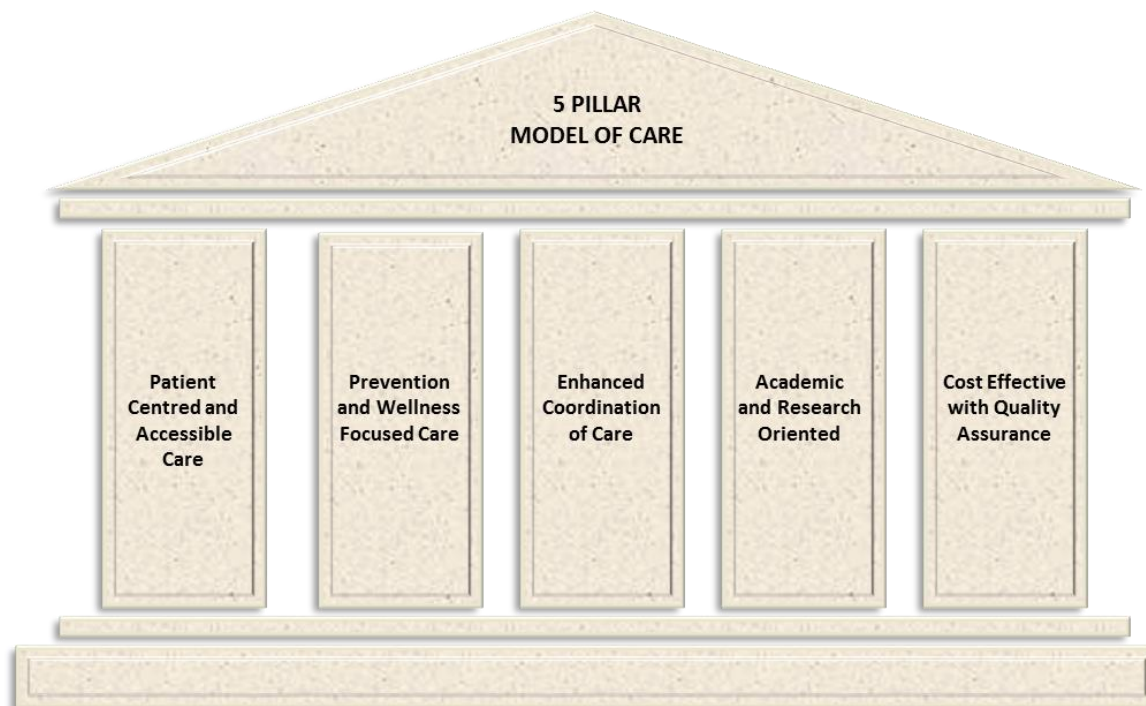 5 PILLAR
MODEL OF CARE
Patient
Centred and
Accessible
Care
Prevention
and Wellness
Focused Care
Enhanced
Coordination
of Care
Academic
and Research
Oriented
Cost Effective
with Quality
Assurance